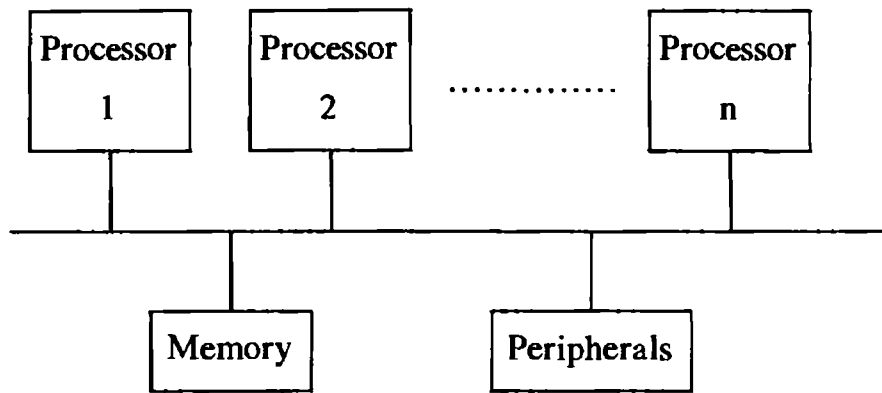 Processor
1
Processor
2
..............
Processor
n
Memory
Peripherals